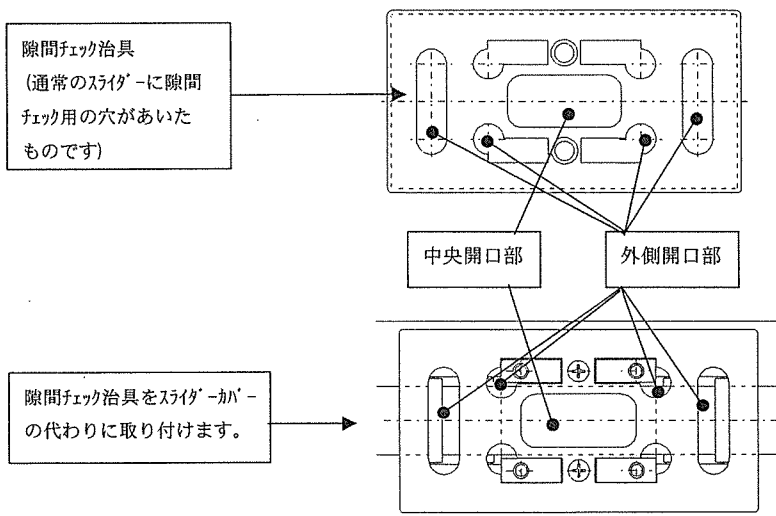 隙間ﾁｪｯｸ治具
(通常のｽﾗｲﾀﾞｰに隙間
ﾁｪｯｸ用の穴があいた
ものです)
中央開口部
外側開口部
隙間ﾁｪｯｸ治具をｽﾗｲﾀﾞｰｶﾊﾞｰ
の代わりに取り付けます。